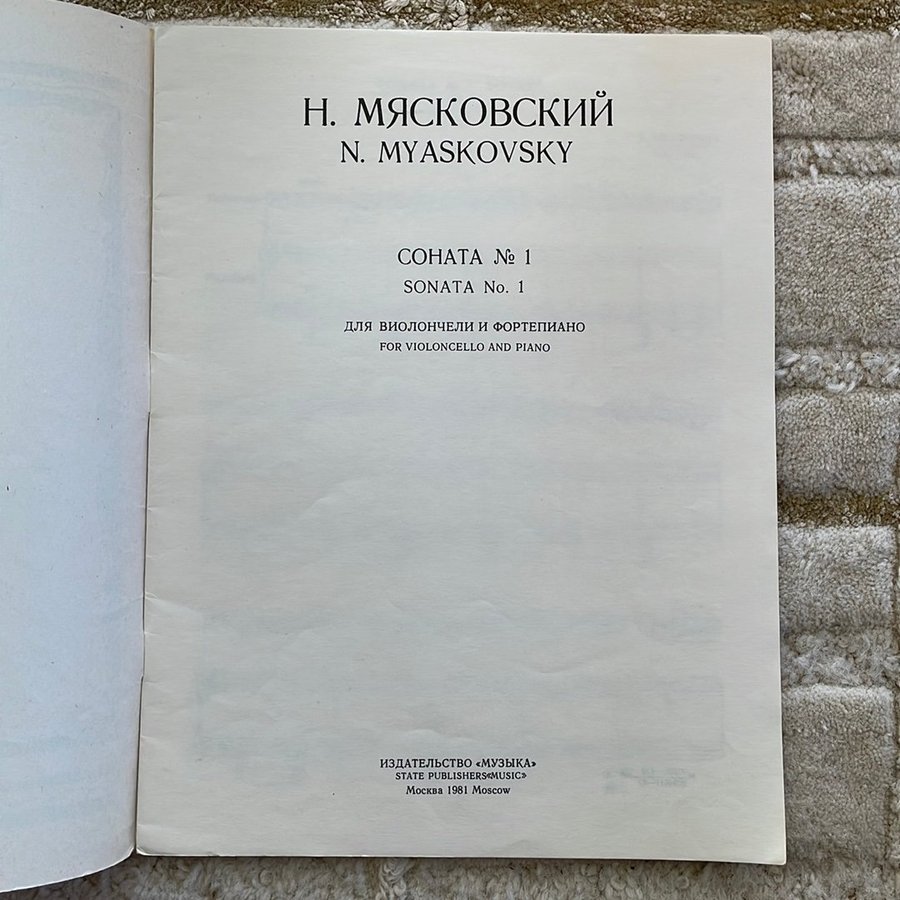 Н. МЯСКОВСКИЙ
N. MYASKOVSKY
СОНАТА № 1
SONATA No. 1
ДЛЯ ВИОЛОНЧЕЛИ И ФОРТЕПИАНО
FOR VIOLONCELLO AND PIANO
ИЗДАТЕЛЬСТВО «МУЗЫКА»
STATE PUBLISHERS«MUSIC»
Москва 1981 Moscow